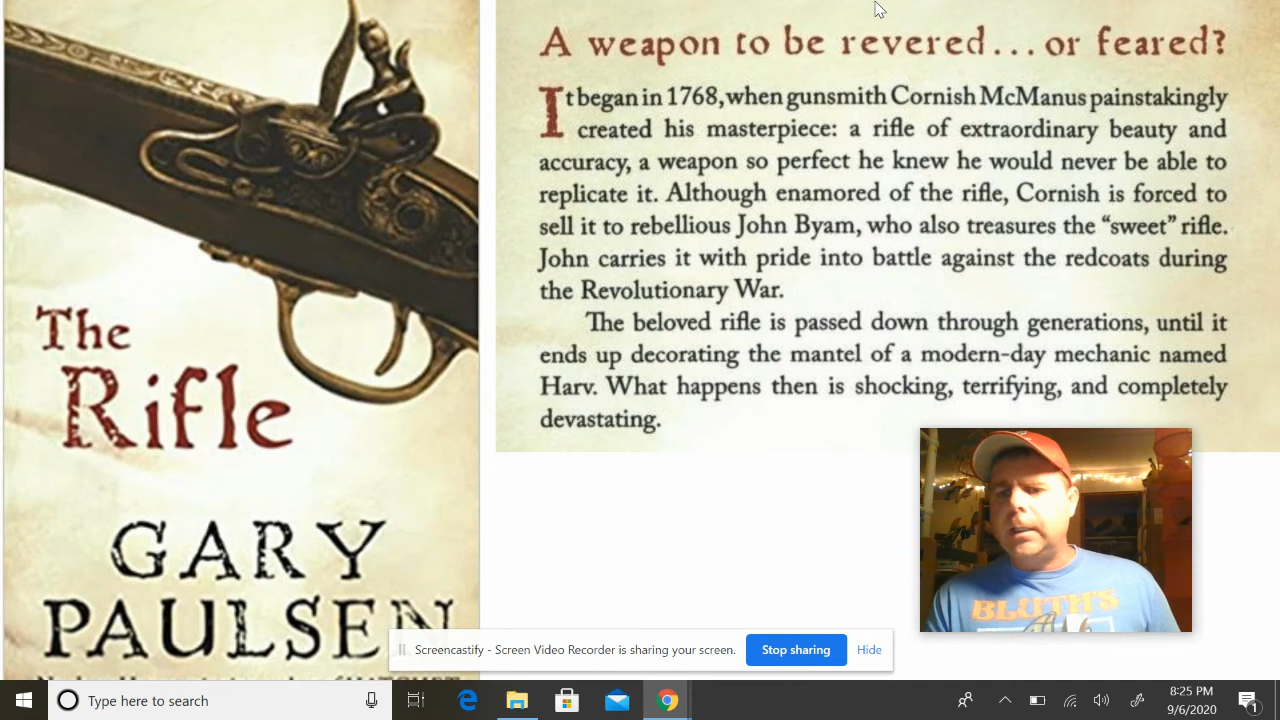 The
Rifle
GARY
PAULSEN
A weapon to be revered...or feared?
It began in 1768, when gunsmith Cornish McManus painstakingly
created his masterpiece: a rifle of extraordinary beauty and
accuracy, a weapon so perfect he knew he would never be able to
replicate it. Although enamored of the rifle, Cornish is forced to
sell it to rebellious John Byam, who also treasures the “sweet” rifle.
John carries it with pride into battle against the redcoats during
the Revolutionary War.
The beloved rifle is passed down through generations, until it
ends up decorating the mantel of a modern-day mechanic named
Harv. What happens then is shocking, terrifying, and completely
devastating.
BLUTH'S
Screencastify - Screen Video Recorder is sharing your screen.
Stop sharing
Hide
Type here to search
8:25 PM
9/6/2020
1